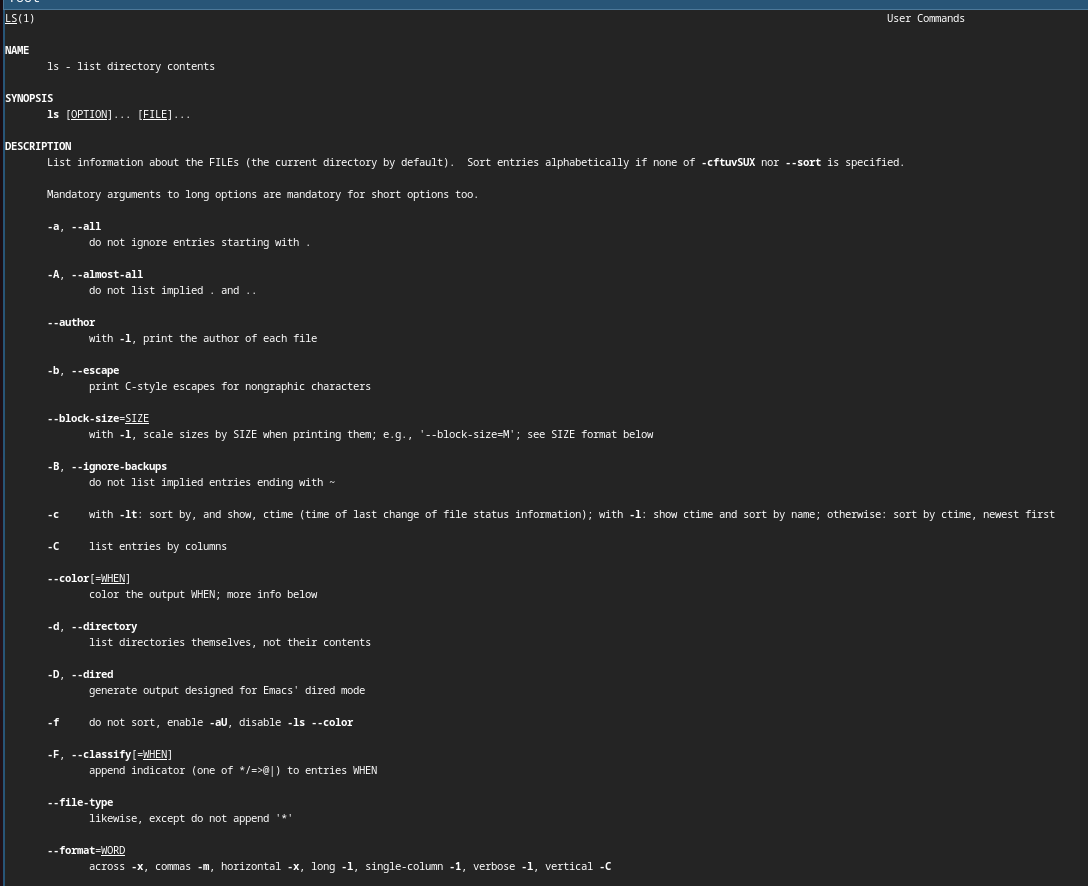 LS(1) User Commands
NAME
ls - list directory contents
SYNOPSIS
ls [OPTION]... [FILE]...
DESCRIPTION
List information about the FILEs (the current directory by default).  Sort entries alphabetically if none of -cftuvSUX nor --sort is specified.
Mandatory arguments to long options are mandatory for short options too.
-a, --all
do not ignore entries starting with .
-A, --almost-all
do not list implied . and ..
--author
with -l, print the author of each file
-b, --escape
print C-style escapes for nongraphic characters
--block-size=SIZE
with -l, scale sizes by SIZE when printing them; e.g., '--block-size=M'; see SIZE format below
-B, --ignore-backups
do not list implied entries ending with ~
-c     with -lt: sort by, and show, ctime (time of last change of file status information); with -l: show ctime and sort by name; otherwise: sort by ctime, newest first
-C     list entries by columns
--color[=WHEN]
color the output WHEN; more info below
-d, --directory
list directories themselves, not their contents
-D, --dired
generate output designed for Emacs' dired mode
-f     do not sort, enable -aU, disable -ls --color
-F, --classify[=WHEN]
append indicator (one of */=>@|) to entries WHEN
--file-type
likewise, except do not append '*'
--format=WORD
across -x, commas -m, horizontal -x, long -l, single-column -1, verbose -l, vertical -C